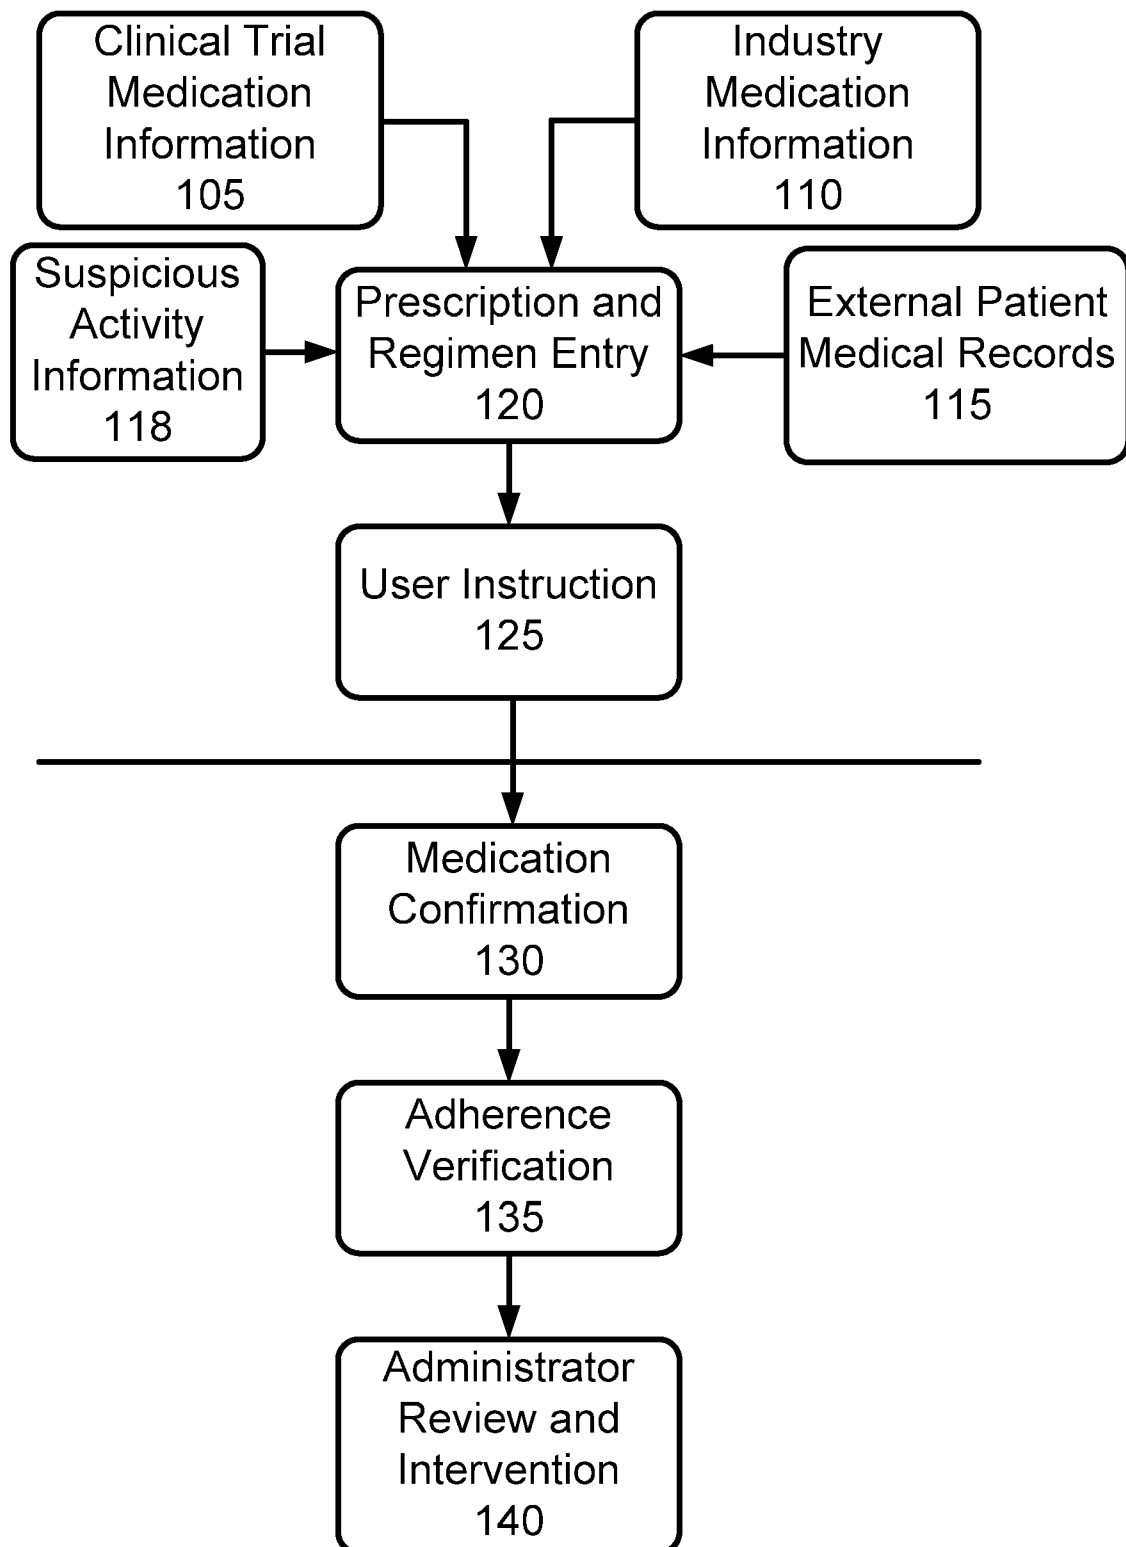 Clinical Trial
Medication
Information
105
Industry
Medication
Information
110
Suspicious
Activity
Information
118
Prescription and
Regimen Entry
120
External Patient
Medical Records
115
User Instruction
125
Medication
Confirmation
130
Adherence
Verification
135
Administrator
Review and
Intervention
140